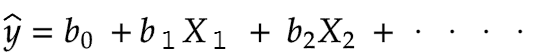 ŷ = b₀ + b₁X₁ + b₂X₂ + · · · ·